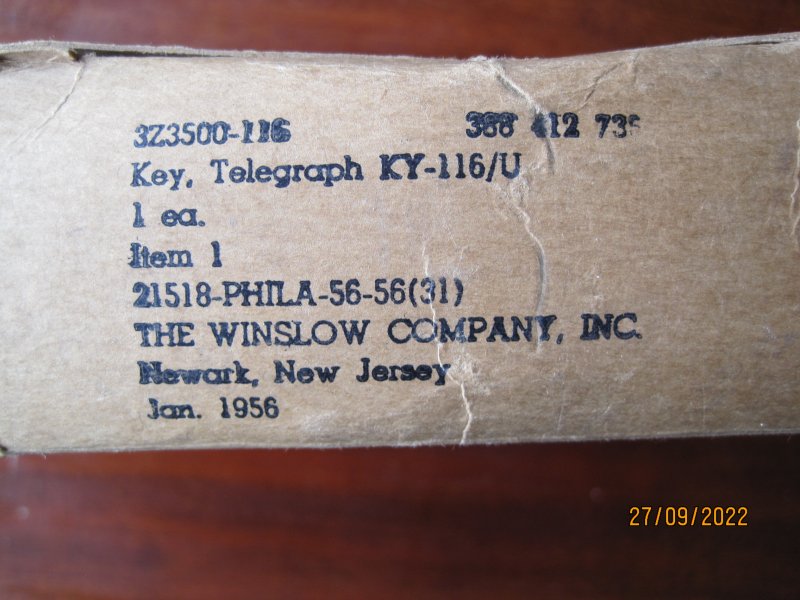 3Z3500-116 388 412 735
Key, Telegraph KY-116/U
1 ea.
Item 1
21518-PHILA-56-56(31)
THE WINSLOW COMPANY, INC.
Newark, New Jersey
Jan. 1956
27/09/2022